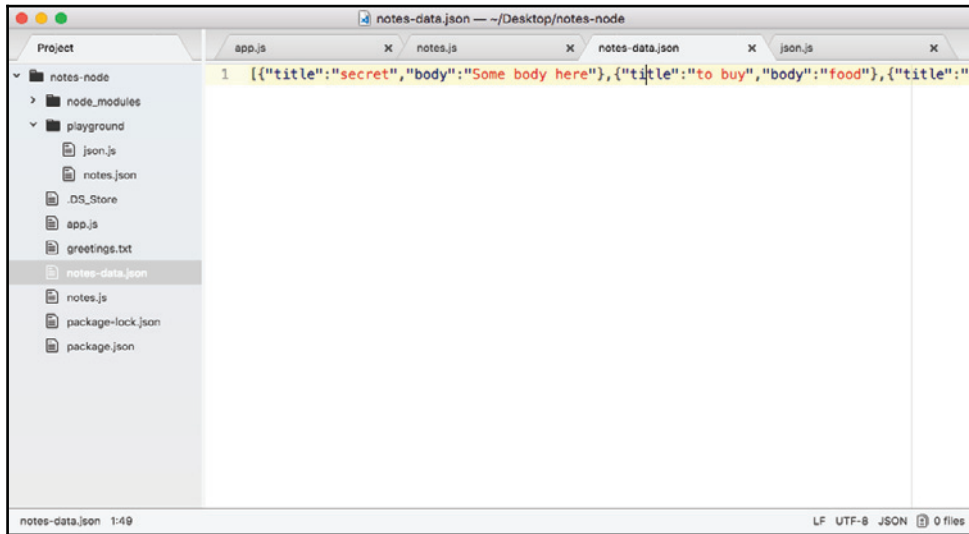 notes-data.json — ~/Desktop/notes-node
Project
app.js
notes.js
notes-data.json
json.js
notes-node
node_modules
playground
json.js
notes.json
.DS_Store
app.js
greetings.txt
notes-data.json
notes.js
package-lock.json
package.json
1 [{"title":"secret","body":"Some body here"},{"title":"to buy","body":"food"},{"title":"
notes-data.json 1:49
LF UTF-8 JSON 0 files